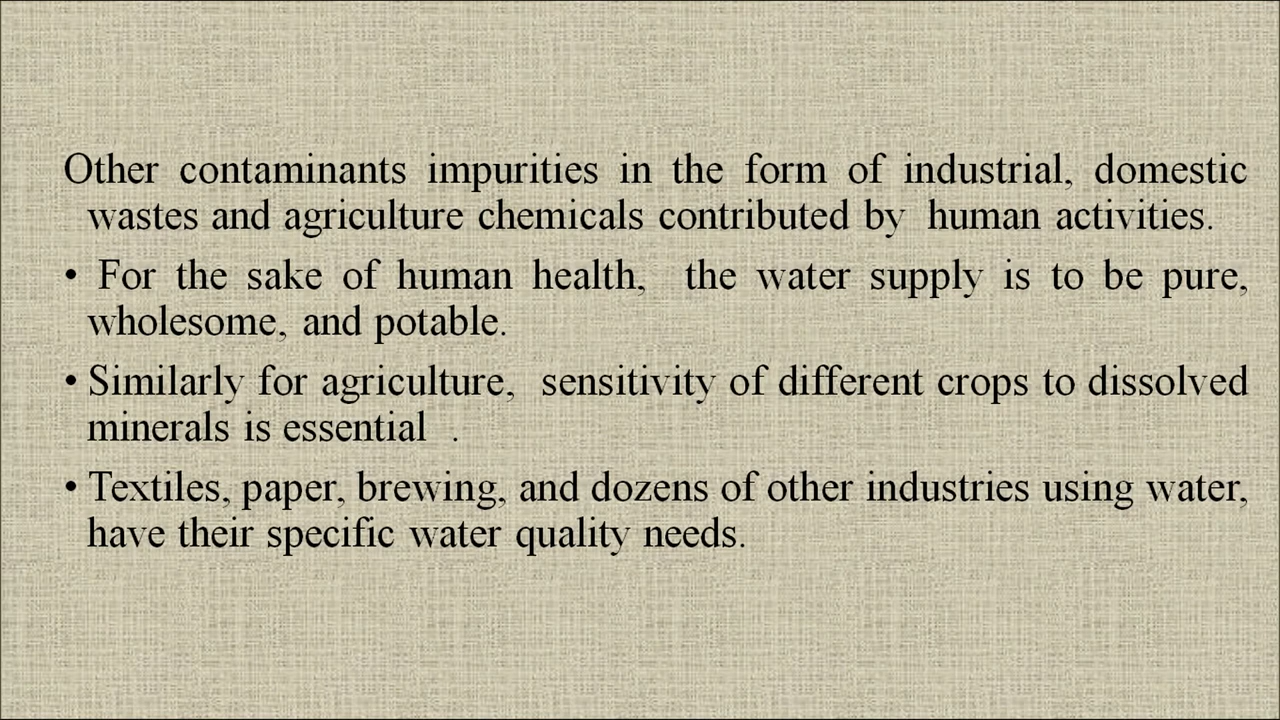 Other contaminants impurities in the form of industrial, domestic
wastes and agriculture chemicals contributed by human activities.
• For the sake of human health, the water supply is to be pure,
wholesome, and potable.
• Similarly for agriculture, sensitivity of different crops to dissolved
minerals is essential .
• Textiles, paper, brewing, and dozens of other industries using water,
have their specific water quality needs.